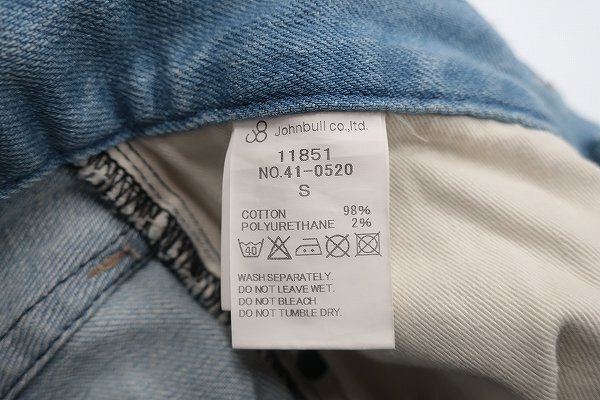 Johnbull co.,ltd.
11851
NO.41-0520
S
COTTON 98%
POLYURETHANE 2%
40
WASH SEPARATELY.
DO NOT LEAVE WET.
DO NOT BLEACH.
DO NOT TUMBLE DRY.